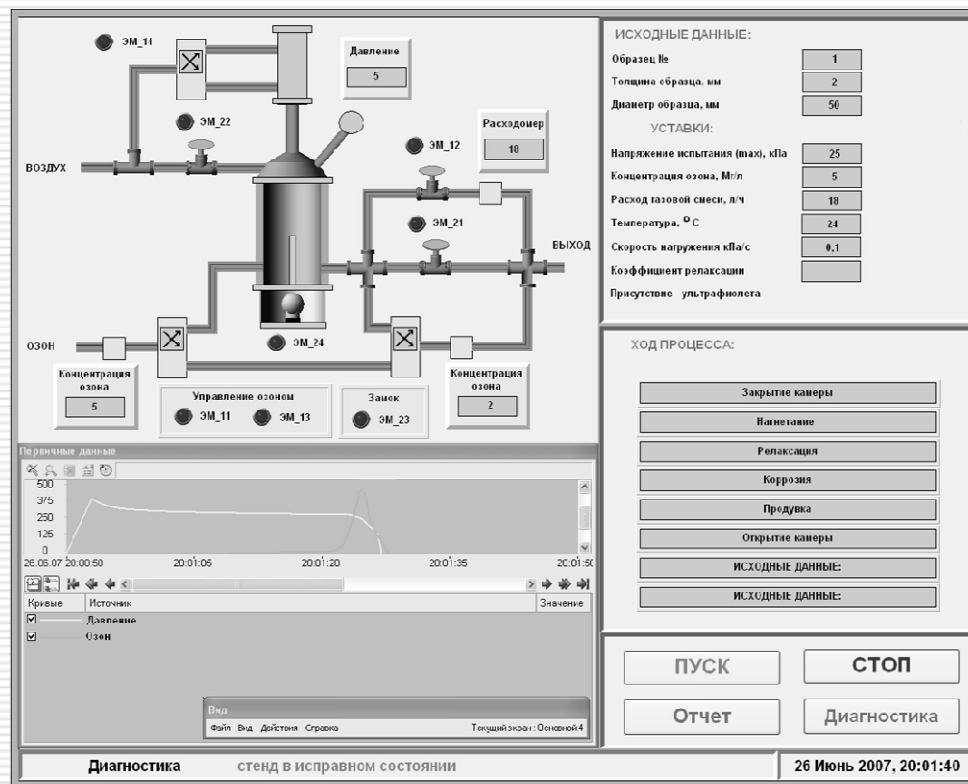 ЭМ_14
Давление
5
ЭМ_22
ВОЗДУХ
ЭМ_12
Расходомер
18
ЭМ_21
ВЫХОД
ОЗОН
ЭМ_24
Концентрация
озона
5
Управление озоном
ЭМ_11
ЭМ_13
Замок
ЭМ_23
Концентрация
озона
2
ИСХОДНЫЕ ДАННЫЕ:
Образец № 1
Толщина образца, мм 2
Диаметр образца, мм 50
УСТАВКИ:
Напряжение испытания (max), кПа 25
Концентрация озона, Мг/л 5
Расход газовой смеси, л/ч 18
Температура, °С 24
Скорость нагружения кПа/с 0,1
Коэффициент релаксации
Присутствие ультрафиолета
ХОД ПРОЦЕССА:
Закрытие камеры
Нагнетание
Релаксация
Коррозия
Продувка
Открытие камеры
ИСХОДНЫЕ ДАННЫЕ:
ИСХОДНЫЕ ДАННЫЕ:
Первичные данные
500
375
250
125
0
26.06.07 20:00:50 20:01:05 20:01:20 20:01:35 20:01:50
Кривые Источник Значение
Давление
Озон
Вид
Файл Вид Действия Справка Текущий экран: Основной 4
ПУСК СТОП
Отчет Диагностика
Диагностика стенд в исправном состоянии 26 Июнь 2007, 20:01:40